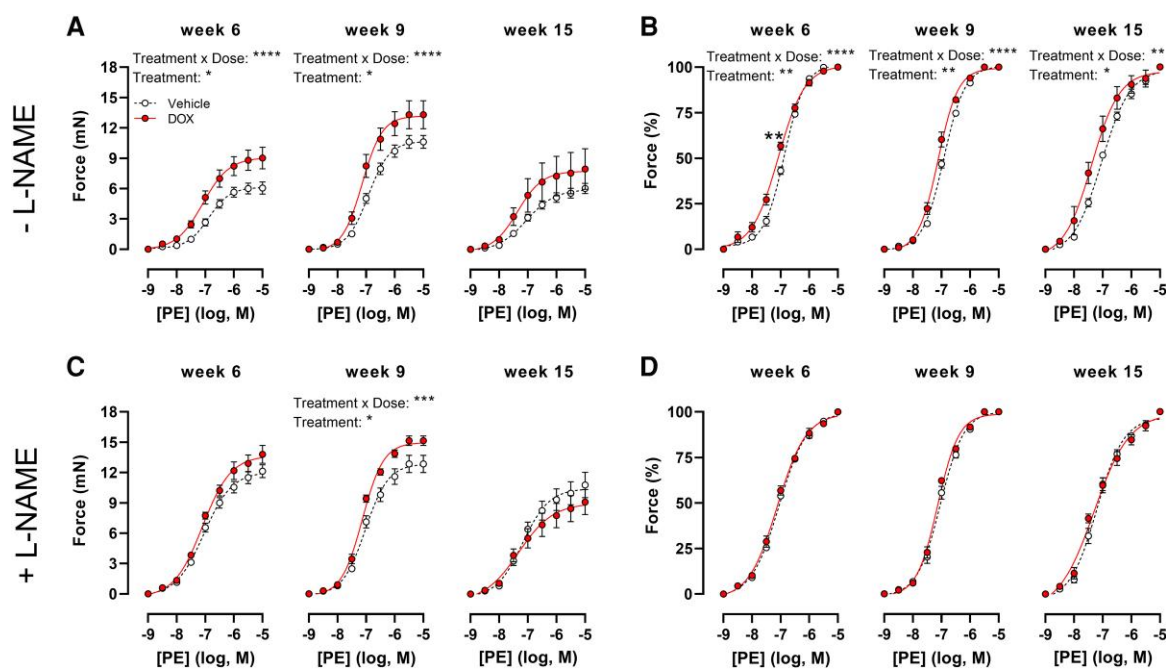 A
week 6
week 9
week 15
Treatment x Dose: ****
Treatment: *
Treatment x Dose: ****
Treatment: *
Vehicle
DOX
Force (mN)
18
15
12
9
6
3
0
-9 -8 -7 -6 -5
-9 -8 -7 -6 -5
-9 -8 -7 -6 -5
[PE] (log, M)
[PE] (log, M)
[PE] (log, M)
- L-NAME
B
week 6
week 9
week 15
Treatment x Dose: ****
Treatment: **
Treatment x Dose: ****
Treatment: **
Treatment x Dose: **
Treatment: *
**
Force (%)
100
75
50
25
0
-9 -8 -7 -6 -5
-9 -8 -7 -6 -5
-9 -8 -7 -6 -5
[PE] (log, M)
[PE] (log, M)
[PE] (log, M)
C
week 6
week 9
week 15
Treatment x Dose: ***
Treatment: *
Force (mN)
18
15
12
9
6
3
0
-9 -8 -7 -6 -5
-9 -8 -7 -6 -5
-9 -8 -7 -6 -5
[PE] (log, M)
[PE] (log, M)
[PE] (log, M)
+ L-NAME
D
week 6
week 9
week 15
Force (%)
100
75
50
25
0
-9 -8 -7 -6 -5
-9 -8 -7 -6 -5
-9 -8 -7 -6 -5
[PE] (log, M)
[PE] (log, M)
[PE] (log, M)